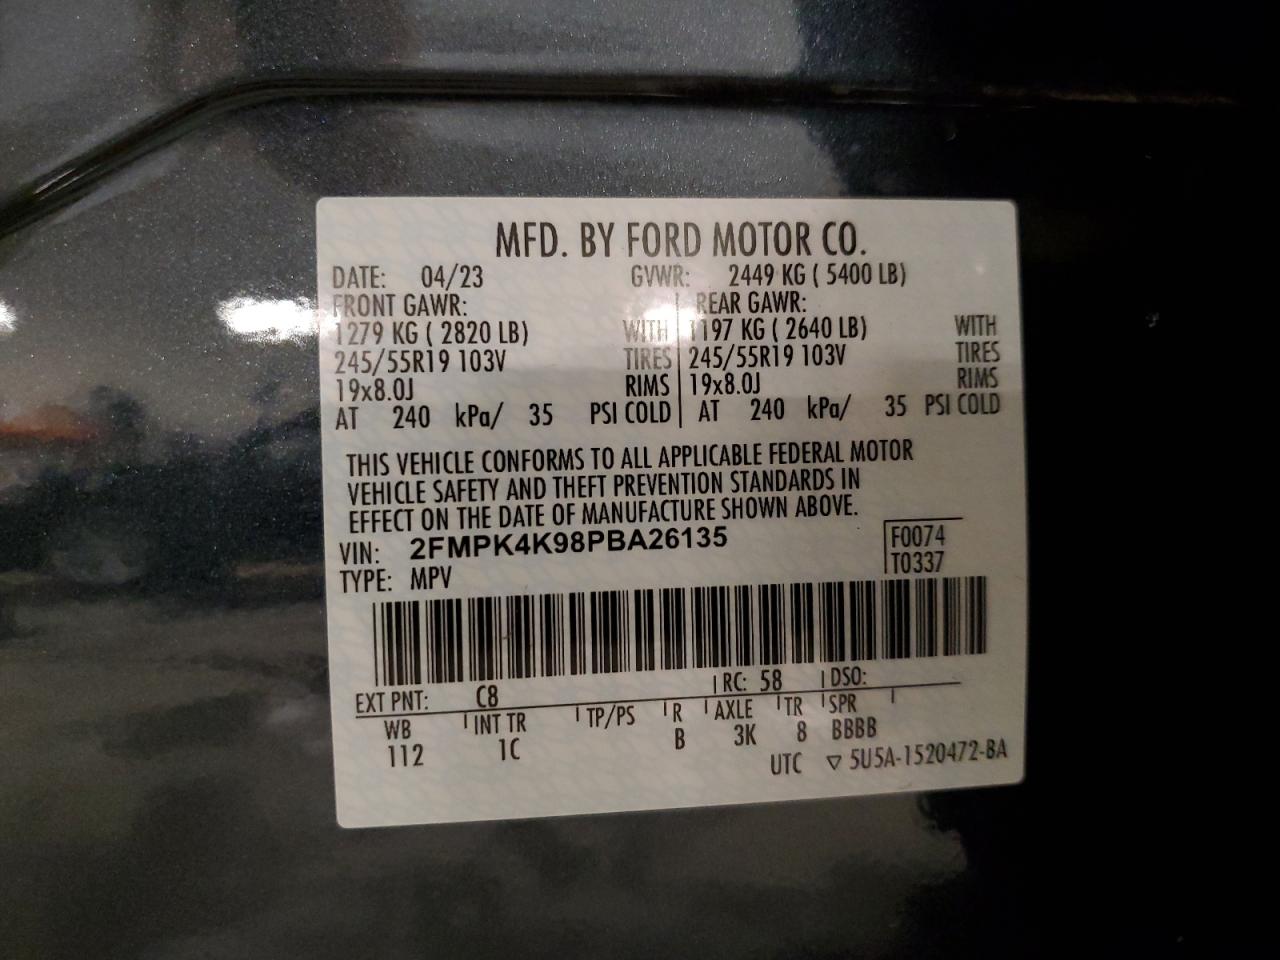 MFD. BY FORD MOTOR CO.
DATE: 04/23 GVWR: 2449 KG ( 5400 LB)
FRONT GAWR: REAR GAWR:
1279 KG ( 2820 LB) WITH 1197 KG ( 2640 LB) WITH
245/55R19 103V TIRES 245/55R19 103V TIRES
19x8.0J RIMS 19x8.0J RIMS
AT 240 kPa/ 35 PSI COLD AT 240 kPa/ 35 PSI COLD
THIS VEHICLE CONFORMS TO ALL APPLICABLE FEDERAL MOTOR
VEHICLE SAFETY AND THEFT PREVENTION STANDARDS IN
EFFECT ON THE DATE OF MANUFACTURE SHOWN ABOVE.
VIN: 2FMPK4K98PBA26135 F0074
TYPE: MPV T0337
EXT PNT: C8 RC: 58 DSO:
WB INT TR TP/PS R AXLE TR SPR
112 1C B 3K 8 BBBB
UTC ▽ 5U5A-1520472-BA